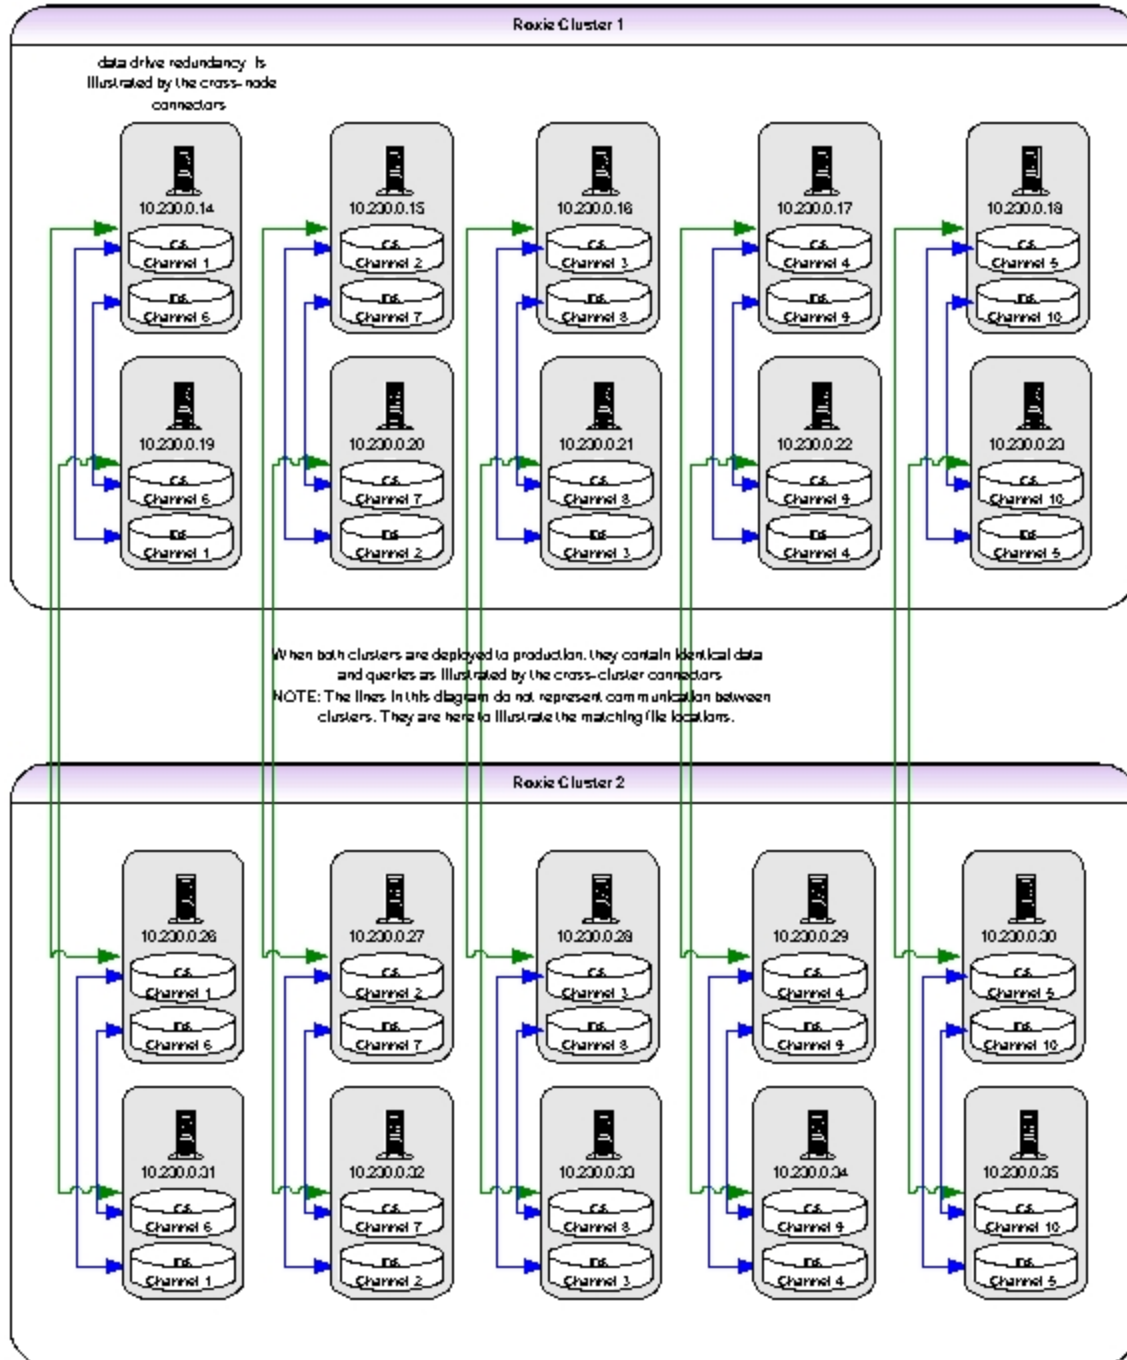 Roxie Cluster 1
data drive redundancy is
illustrated by the cross-node
connectors
10.230.0.14
10.230.0.15
10.230.0.16
10.230.0.17
10.230.0.18
Channel 1
Channel 2
Channel 3
Channel 4
Channel 5
Channel 6
Channel 7
Channel 8
Channel 9
Channel 10
10.230.0.19
10.230.0.20
10.230.0.21
10.230.0.22
10.230.0.23
Channel 6
Channel 7
Channel 8
Channel 9
Channel 10
Channel 1
Channel 2
Channel 3
Channel 4
Channel 5
When both clusters are deployed to production, they contain identical data
and queries as illustrated by the cross-cluster connectors
NOTE: The lines in this diagram do not represent communication between
clusters. They are here to illustrate the matching file locations.
Roxie Cluster 2
10.230.0.26
10.230.0.27
10.230.0.28
10.230.0.29
10.230.0.30
Channel 1
Channel 2
Channel 3
Channel 4
Channel 5
Channel 6
Channel 7
Channel 8
Channel 9
Channel 10
10.230.0.31
10.230.0.32
10.230.0.33
10.230.0.34
10.230.0.35
Channel 6
Channel 7
Channel 8
Channel 9
Channel 10
Channel 1
Channel 2
Channel 3
Channel 4
Channel 5